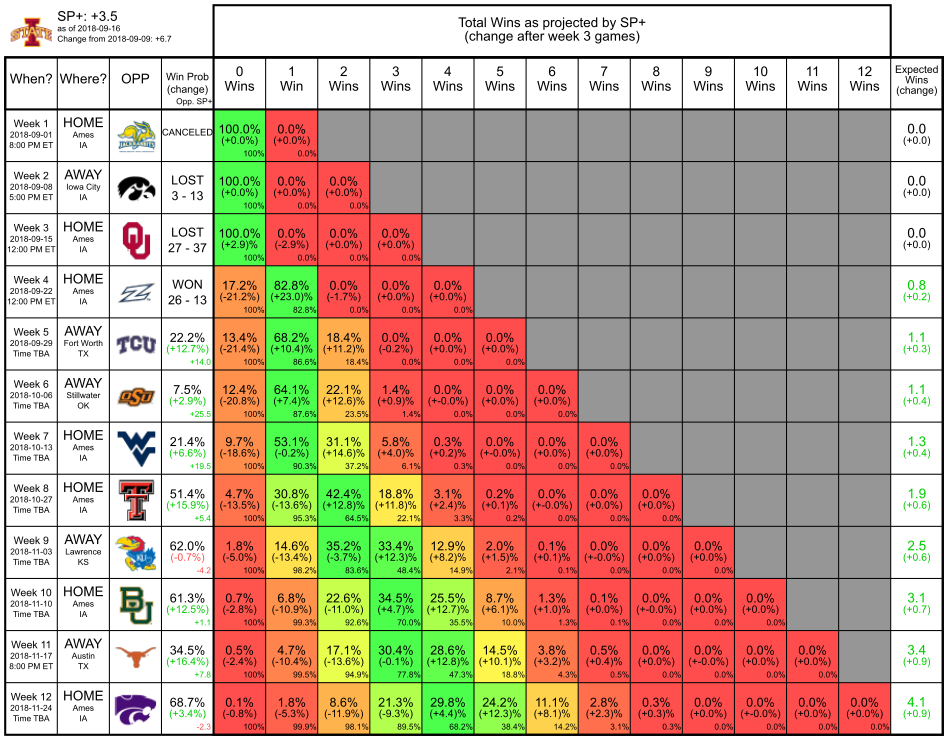 SP+: +3.5
as of 2018-09-16
Change from 2018-09-09: +6.7
Total Wins as projected by SP+
(change after week 3 games)
When? Where? OPP Win Prob (change) Opp. SP+ 0 Wins 1 Win 2 Wins 3 Wins 4 Wins 5 Wins 6 Wins 7 Wins 8 Wins 9 Wins 10 Wins 11 Wins 12 Wins Expected Wins (change)
Week 1 HOME CANCELED 100.0% 0.0% 0.0
2018-09-01 Ames (+0.0%) (+0.0%) (+0.0)
8:00 PM ET IA 100% 0.0%
Week 2 AWAY LOST 100.0% 0.0% 0.0% 0.0
2018-09-08 Iowa City 3 - 13 (+0.0%) (+0.0%) (+0.0%) (+0.0)
5:00 PM ET IA 100% 0.0% 0.0%
Week 3 HOME OU LOST 100.0% 0.0% 0.0% 0.0% 0.0
2018-09-15 Ames 27 - 37 (+2.9)% -2.9% (+0.0%) (+0.0%) (+0.0)
12:00 PM ET IA 100% 0.0% 0.0% 0.0%
Week 4 HOME Z WON 17.2% 82.8% 0.0% 0.0% 0.0% 0.8
2018-09-22 Ames 26 - 13 (-21.2%) (+23.0)% (-1.7%) (+0.0%) (+0.0%) (+0.2)
12:00 PM ET IA 100% 82.8% 0.0% 0.0% 0.0%
Week 5 AWAY TCU 22.2% 13.4% 68.2% 18.4% 0.0% 0.0% 0.0% 1.1
2018-09-29 Fort Worth (+12.7%) (-21.4%) (+10.4)% (+11.2)% (-0.2%) (+0.0%) (+0.0%) (+0.3)
Time TBA TX +14.0 100% 86.6% 18.4% 0.0% 0.0% 0.0%
Week 6 AWAY OSU 7.5% 12.4% 64.1% 22.1% 1.4% 0.0% 0.0% 0.0% 1.1
2018-10-06 Stillwater (+2.9%) (-20.8%) (+7.4)% (+12.6)% (+0.9)% (+-0.0%) (+0.0%) (+0.0%) (+0.4)
Time TBA OK +25.5 100% 87.6% 23.5% 1.4% 0.0% 0.0% 0.0%
Week 7 HOME WV 21.4% 9.7% 53.1% 31.1% 5.8% 0.3% 0.0% 0.0% 0.0% 1.3
2018-10-13 Ames (+6.6%) (-18.6%) (-0.2%) (+14.6)% (+4.0)% (+0.2)% (+-0.0%) (+0.0%) (+0.0%) (+0.4)
Time TBA IA +19.5 100% 90.3% 37.2% 6.1% 0.3% 0.0% 0.0% 0.0%
Week 8 HOME T 51.4% 4.7% 30.8% 42.4% 18.8% 3.1% 0.2% 0.0% 0.0% 0.0% 1.9
2018-10-27 Ames (+15.9%) (-13.5%) (-13.6%) (+12.8)% (+11.8)% (+2.4)% (+0.1)% (+-0.0%) (+0.0%) (+0.0%) (+0.6)
Time TBA IA +5.4 100% 95.3% 64.5% 22.1% 3.3% 0.2% 0.0% 0.0% 0.0%
Week 9 AWAY KU 62.0% 1.8% 14.6% 35.2% 33.4% 12.9% 2.0% 0.1% 0.0% 0.0% 0.0% 2.5
2018-11-03 Lawrence (-0.7%) (-5.0%) (-13.4%) (-3.7%) (+12.3)% (+8.2)% (+1.5)% (+0.1)% (+-0.0%) (+0.0%) (+0.0%) (+0.6)
Time TBA KS -4.2 100% 98.2% 83.6% 48.4% 14.9% 2.1% 0.1% 0.0% 0.0% 0.0%
Week 10 HOME BU 61.3% 0.7% 6.8% 22.6% 34.5% 25.5% 8.7% 1.3% 0.1% 0.0% 0.0% 0.0% 3.1
2018-11-10 Ames (+12.5%) (-2.8%) (-10.9%) (-11.0%) (+4.7)% (+12.7)% (+6.1)% (+1.0)% (+0.0)% (+-0.0%) (+0.0%) (+0.0%) (+0.7)
Time TBA IA +1.1 100% 99.3% 92.6% 70.0% 35.5% 10.0% 1.3% 0.1% 0.0% 0.0% 0.0%
Week 11 AWAY 34.5% 0.5% 4.7% 17.1% 30.4% 28.6% 14.5% 3.8% 0.5% 0.0% 0.0% 0.0% 0.0% 3.4
2018-11-17 Austin (+16.4%) (-2.4%) (-10.4%) (-13.6%) (-0.1%) (+12.8)% (+10.1)% (+3.2)% (+0.4)% (+0.0)% (+-0.0%) (+0.0%) (+0.0%) (+0.9)
8:00 PM ET TX +7.8 100% 99.5% 94.9% 77.8% 47.3% 18.8% 4.3% 0.5% 0.0% 0.0% 0.0% 0.0%
Week 12 HOME 68.7% 0.1% 1.8% 8.6% 21.3% 29.8% 24.2% 11.1% 2.8% 0.3% 0.0% 0.0% 0.0% 0.0% 4.1
2018-11-24 Ames (+3.4%) (-0.8%) (-5.3%) (-11.9%) (-9.3%) (+4.4)% (+12.3)% (+8.1)% (+2.3)% (+0.3)% (+0.0)% (+-0.0%) (+0.0%) (+0.0%) (+0.9)
Time TBA IA -2.3 100% 99.9% 98.1% 89.5% 68.2% 38.4% 14.2% 3.1% 0.3% 0.0% 0.0% 0.0% 0.0%